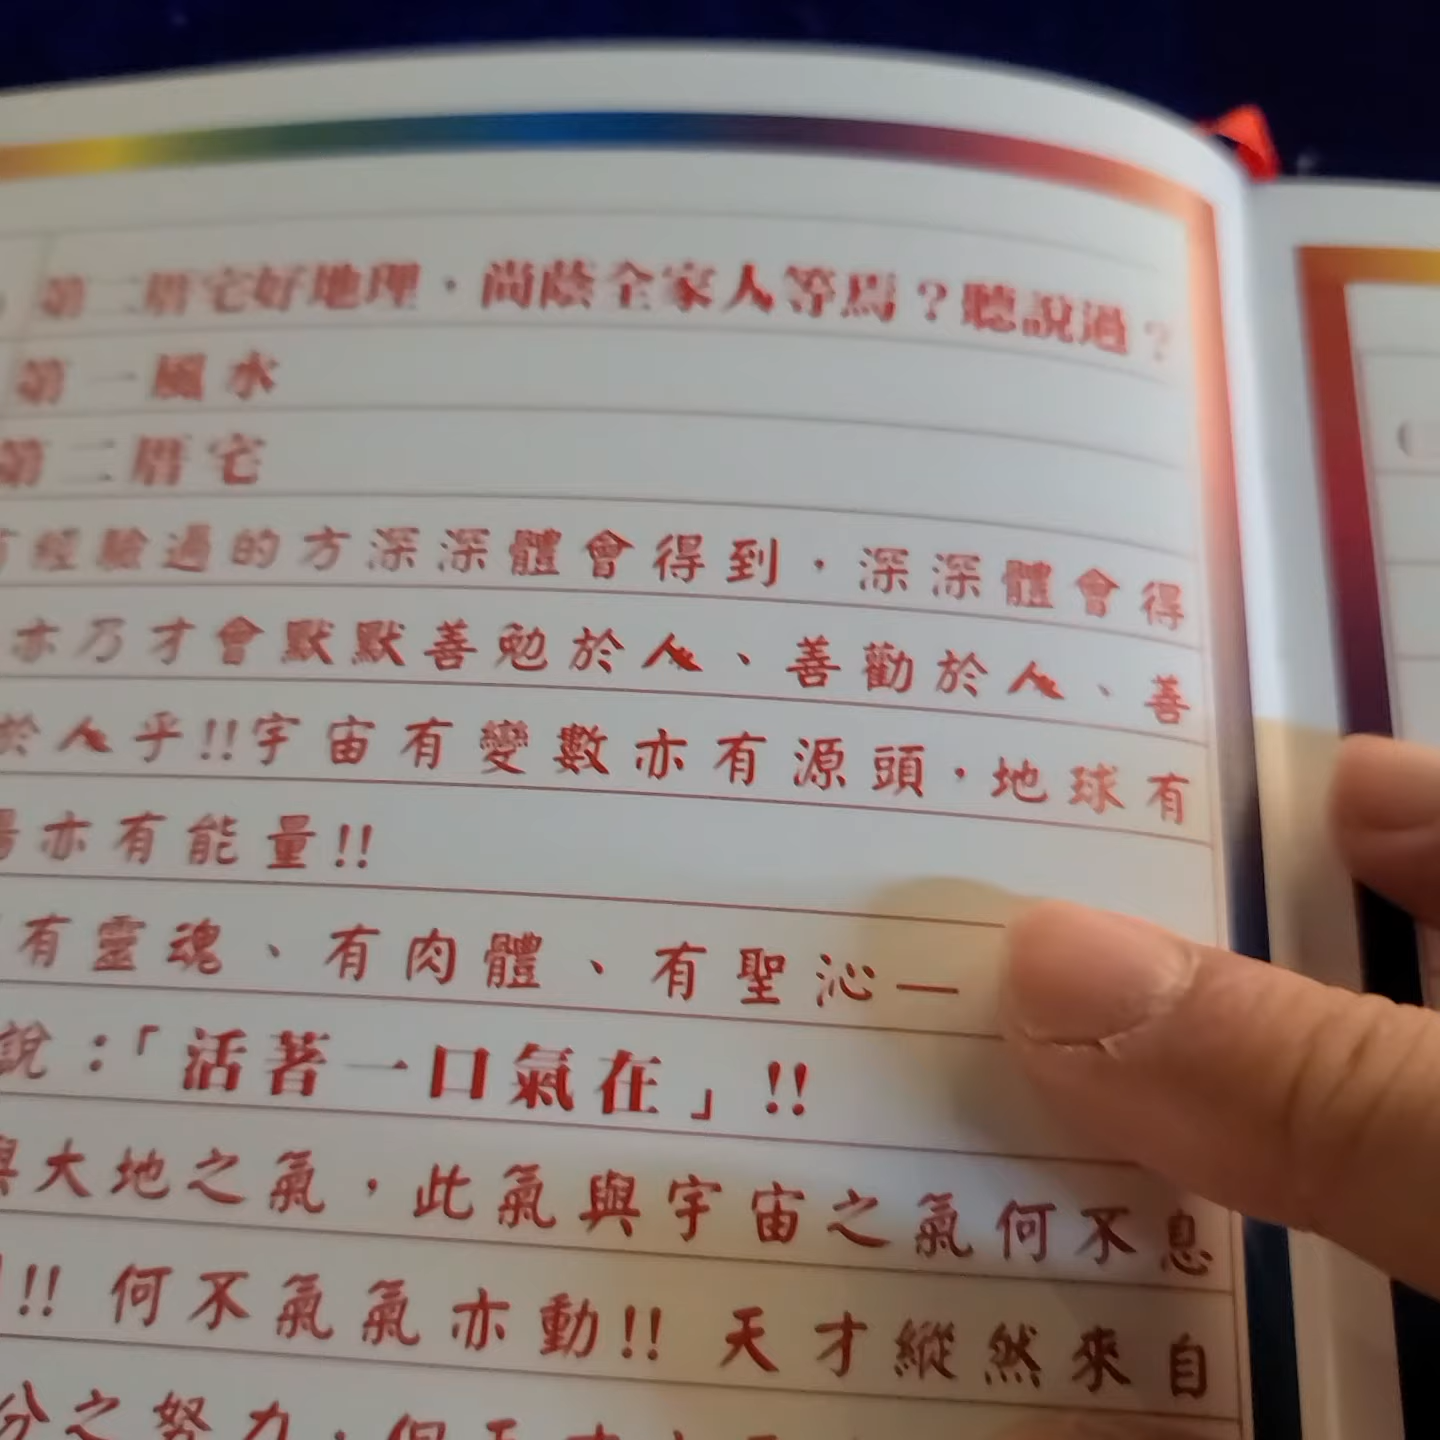 第二厝宅好地理，尚蔭全家人等焉？聽說過？
第一風水
第二厝宅
經驗過的方深深體會得到，深深體會得
亦乃才會默默善勉於人、善勸於人、善
於人乎!!宇宙有變數亦有源頭，地球有
亦有能量!!
有靈魂、有肉體、有聖沁—
說：「活著一口氣在」!!
與大地之氣，此氣與宇宙之氣何不息
!! 何不氣氣亦動!! 天才縱然來自
分之努力，但天才